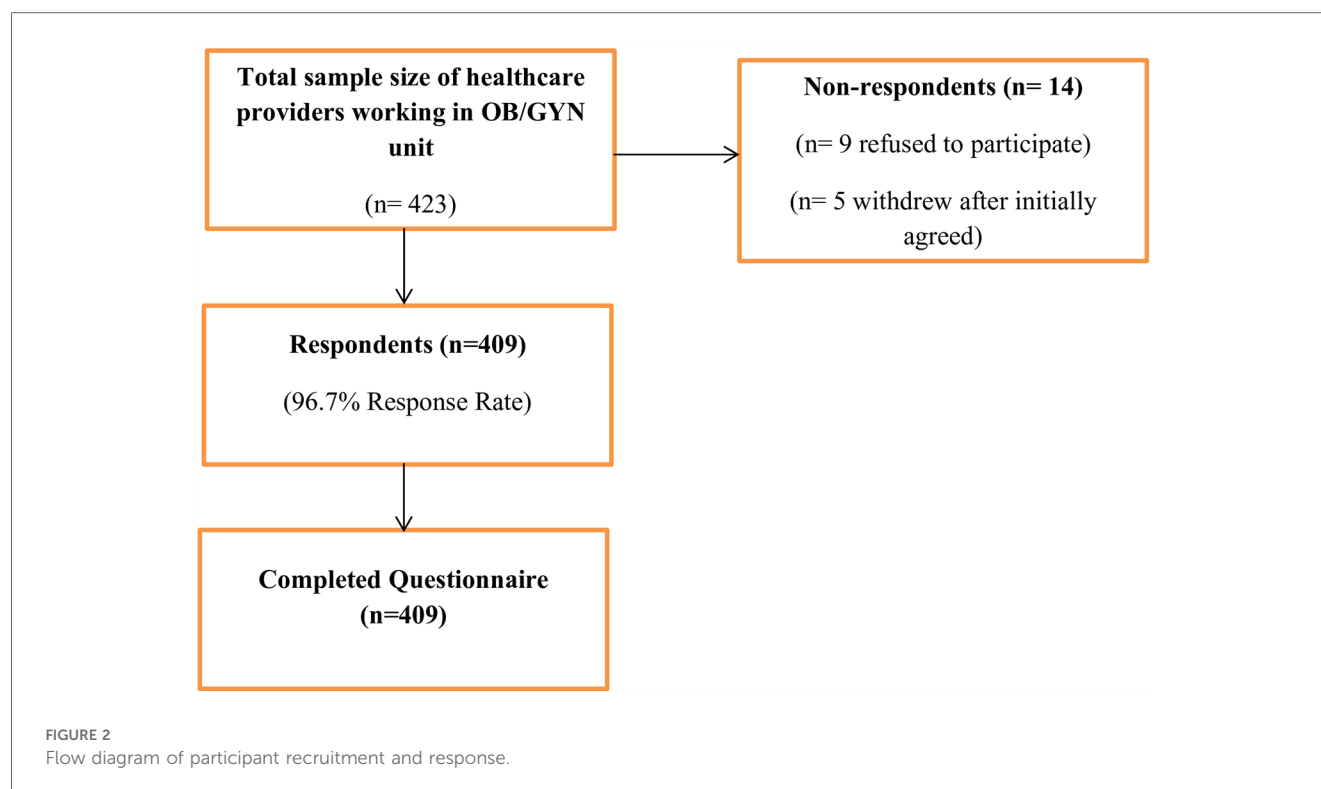 Total sample size of healthcare
providers working in OB/GYN
unit
(n= 423)
Non-respondents (n= 14)
(n= 9 refused to participate)
(n= 5 withdrew after initially
agreed)
Respondents (n=409)
(96.7% Response Rate)
Completed Questionnaire
(n=409)
FIGURE 2
Flow diagram of participant recruitment and response.